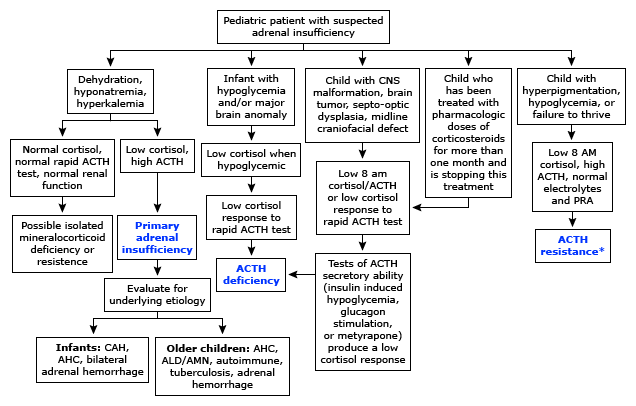 Pediatric patient with suspected
adrenal insufficiency
Dehydration,
hyponatremia,
hyperkalemia
Infant with
hypoglycemia
and/or major
brain anomaly
Child with CNS
malformation, brain
tumor, septo-optic
dysplasia, midline
craniofacial defect
Child who
has been
treated with
pharmacologic
doses of
corticosteroids
for more than
one month and
is stopping this
treatment
Child with
hyperpigmentation,
hypoglycemia, or
failure to thrive
Normal cortisol,
normal rapid ACTH
test, normal renal
function
Low cortisol,
high ACTH
Low cortisol when
hypoglycemic
Low 8 am
cortisol/ACTH
or low cortisol
response to
rapid ACTH test
Low 8 AM
cortisol, high
ACTH, normal
electrolytes
and PRA
Possible isolated
mineralocorticoid
deficiency or
resistence
Primary
adrenal
insufficiency
Low cortisol
response to
rapid ACTH test
ACTH
resistance*
ACTH
deficiency
Tests of ACTH
secretory ability
(insulin induced
hypoglycemia,
glucagon
stimulation,
or metyrapone)
produce a low
cortisol response
Evaluate for
underlying etiology
Infants: CAH,
AHC, bilateral
adrenal hemorrhage
Older children: AHC,
ALD/AMN, autoimmune,
tuberculosis, adrenal
hemorrhage